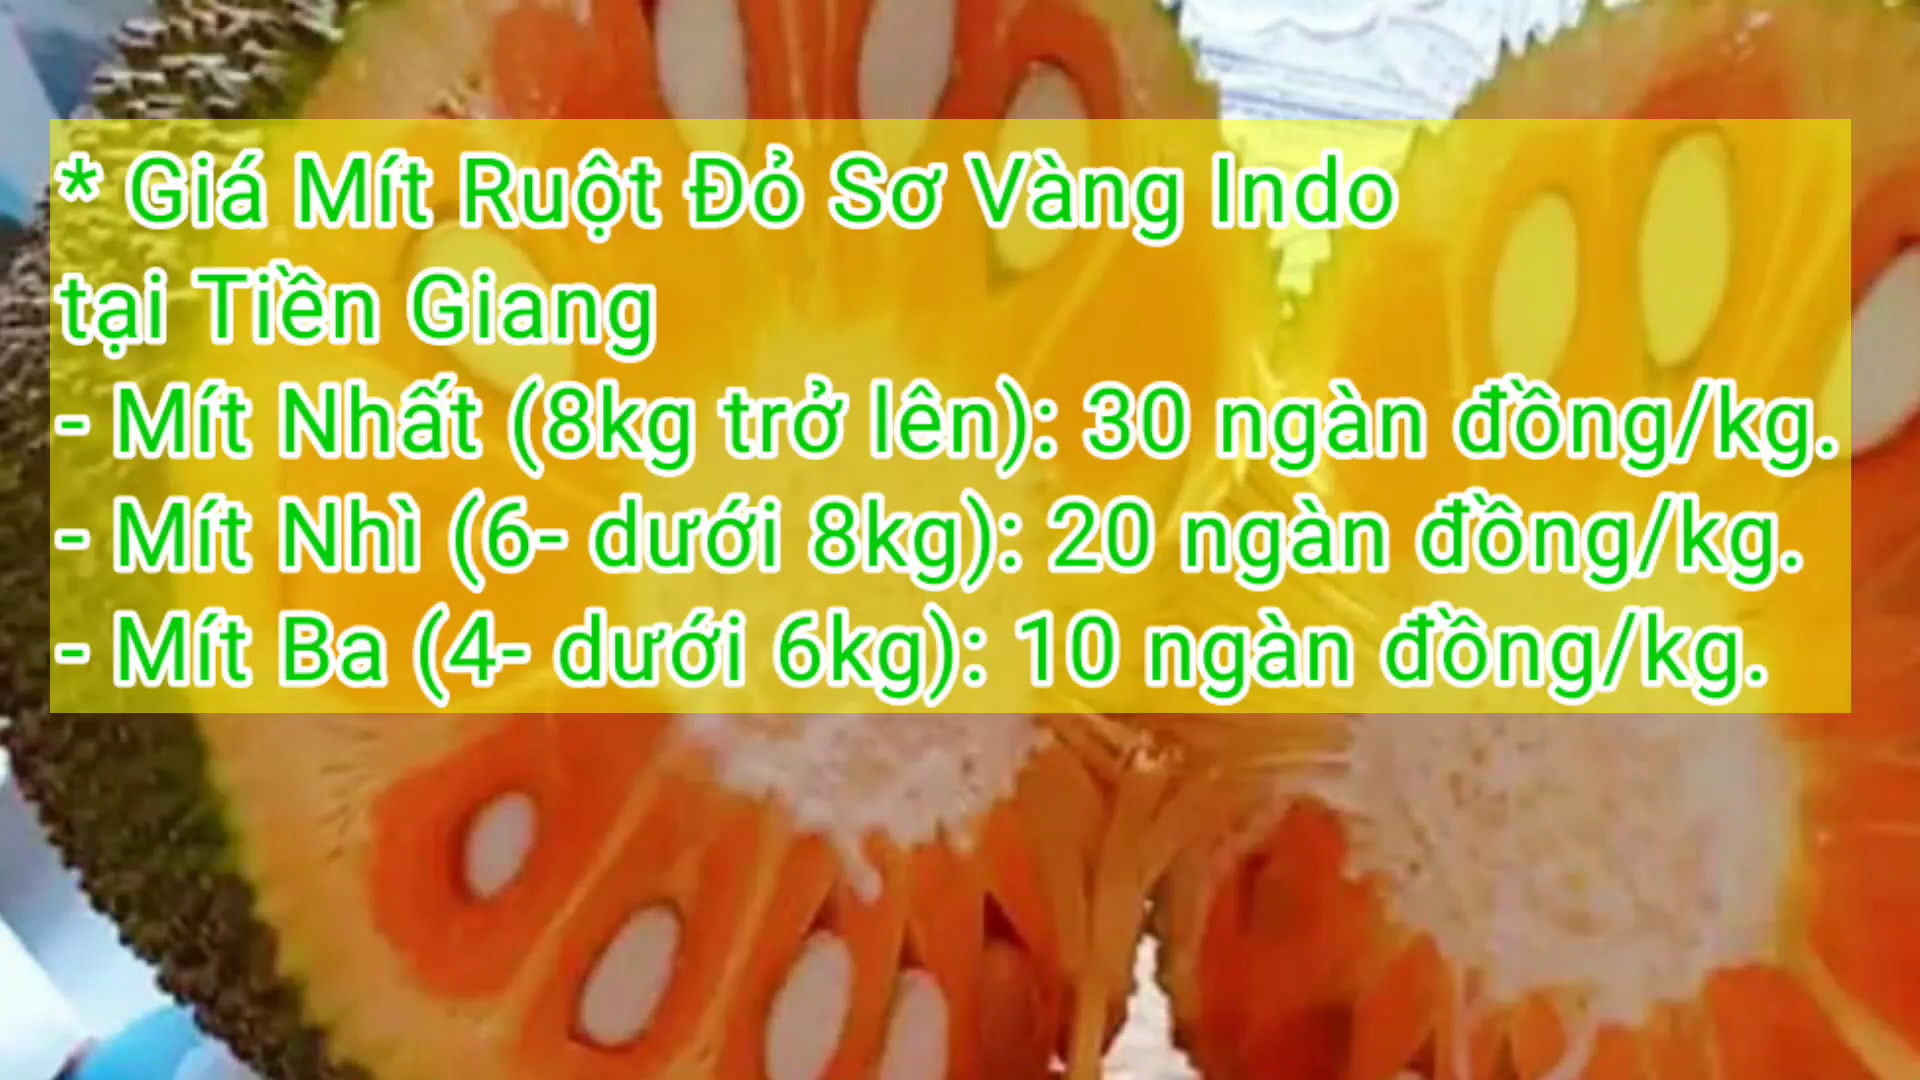 * Giá Mít Ruột Đỏ Sơ Vàng Indo
tại Tiền Giang
- Mít Nhất (8kg trở lên): 30 ngàn đồng/kg.
- Mít Nhì (6- dưới 8kg): 20 ngàn đồng/kg.
- Mít Ba (4- dưới 6kg): 10 ngàn đồng/kg.